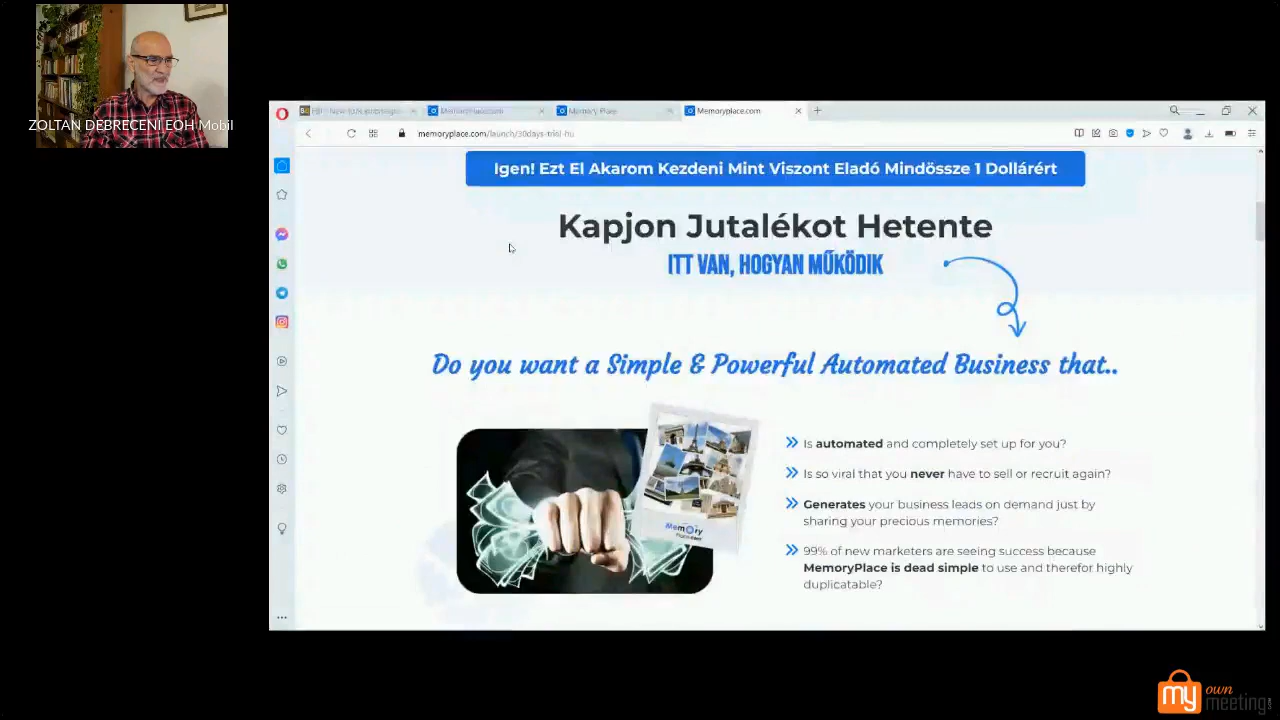 ZOLTAN DEBRECENI EOH Mobil
Memoryplace.com
memoryplace.com/launch/30days-trial-hu
Igen! Ezt El Akarom Kezdeni Mint Viszont Eladó Mindössze 1 Dollárért
Kapjon Jutalékot Hetente
ITT VAN, HOGYAN MŰKÖDIK
Do you want a Simple & Powerful Automated Business that..
Is automated and completely set up for you?
Is so viral that you never have to sell or recruit again?
Generates your business leads on demand just by
sharing your precious memories?
99% of new marketers are seeing success because
MemoryPlace is dead simple to use and therefor highly
duplicatable?
Memory
Place.com
my own
meeting